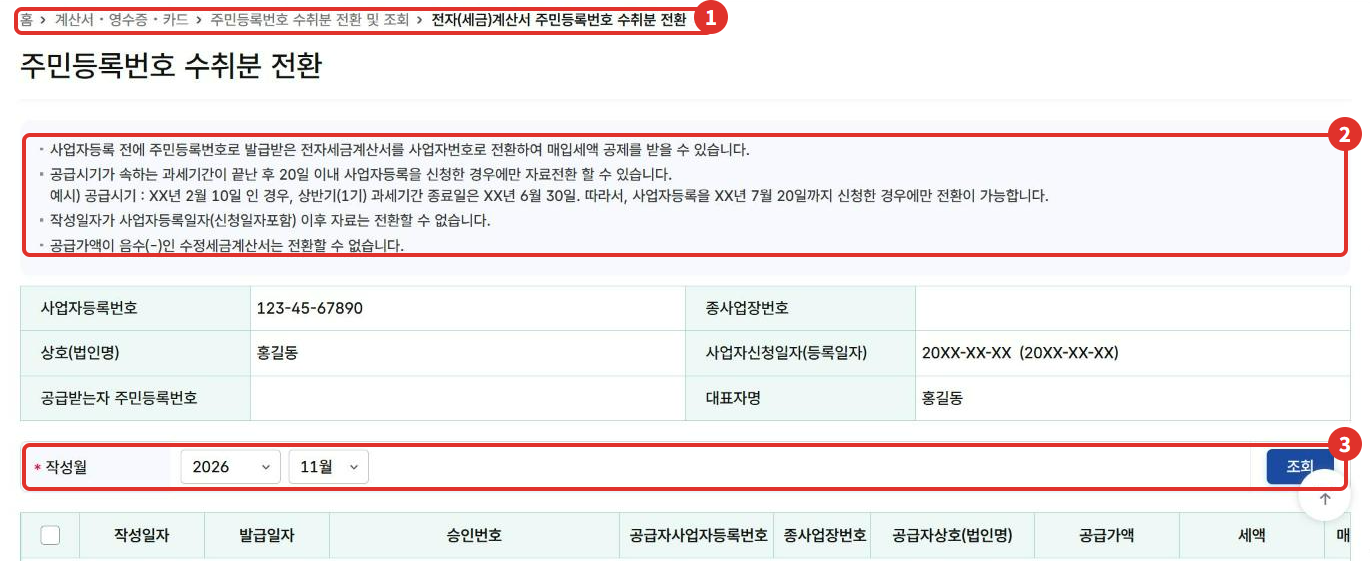 홈 > 계산서・영수증・카드 > 주민등록번호 수취분 전환 및 조회 > 전자(세금)계산서 주민등록번호 수취분 전환 1
주민등록번호 수취분 전환
2
• 사업자등록 전에 주민등록번호로 발급받은 전자세금계산서를 사업자번호로 전환하여 매입세액 공제를 받을 수 있습니다.
• 공급시기가 속하는 과세기간이 끝난 후 20일 이내 사업자등록을 신청한 경우에만 자료전환 할 수 있습니다.
예시) 공급시기 : XX년 2월 10일 인 경우, 상반기(1기) 과세기간 종료일은 XX년 6월 30일. 따라서, 사업자등록을 XX년 7월 20일까지 신청한 경우에만 전환이 가능합니다.
• 작성일자가 사업자등록일자(신청일자포함) 이후 자료는 전환할 수 없습니다.
• 공급가액이 음수(-)인 수정세금계산서는 전환할 수 없습니다.
사업자등록번호 123-45-67890 종사업장번호
상호(법인명) 홍길동 사업자신청일자(등록일자) 20XX-XX-XX (20XX-XX-XX)
공급받는자 주민등록번호 대표자명 홍길동
3
* 작성월 2026 11월 조회
작성일자 발급일자 승인번호 공급자사업자등록번호 종사업장번호 공급자상호(법인명) 공급가액 세액 매